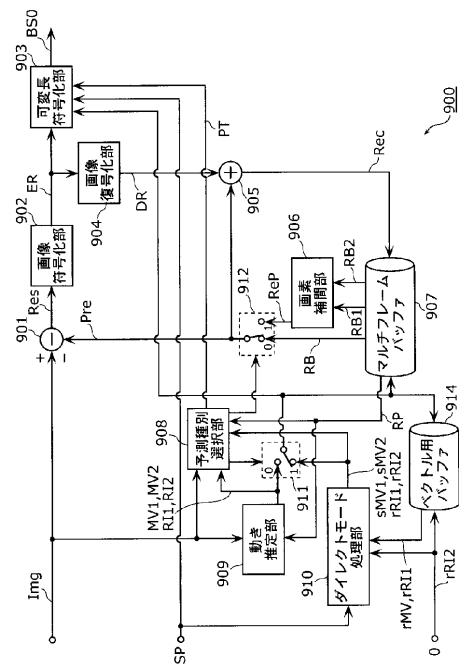 900
Img
SP
0
901
+
−
Res
902
画像
符号化部
ER
903
可変長
符号化部
BS0
904
画像
復号化部
DR
905
Pre
PT
Rec
906
画素
補間部
ReP
RB
RB1
RB2
907
マルチフレーム
バッファ
RP
908
予測種別
選択部
MV1,MV2
RI1,RI2
909
動き
推定部
910
ダイレクトモード
処理部
911
0
1
912
0
1
sMV1,sMV2
rRI1,rRI2
914
ベクトル用
バッファ
rMV,rRI1
rRI2